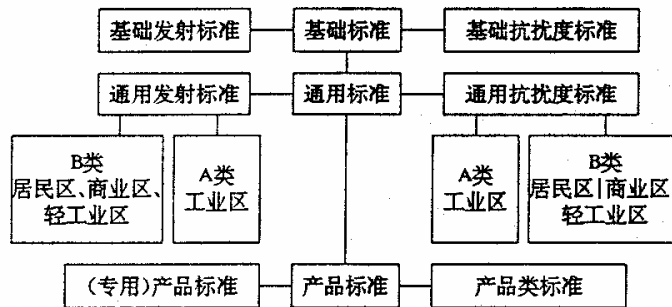 基础发射标准 基础标准 基础抗扰度标准
通用发射标准 通用标准 通用抗扰度标准
B类
居民区、商业区、
轻工业区
A类
工业区
A类
工业区
B类
居民区|商业区
轻工业区
(专用)产品标准 产品标准 产品类标准